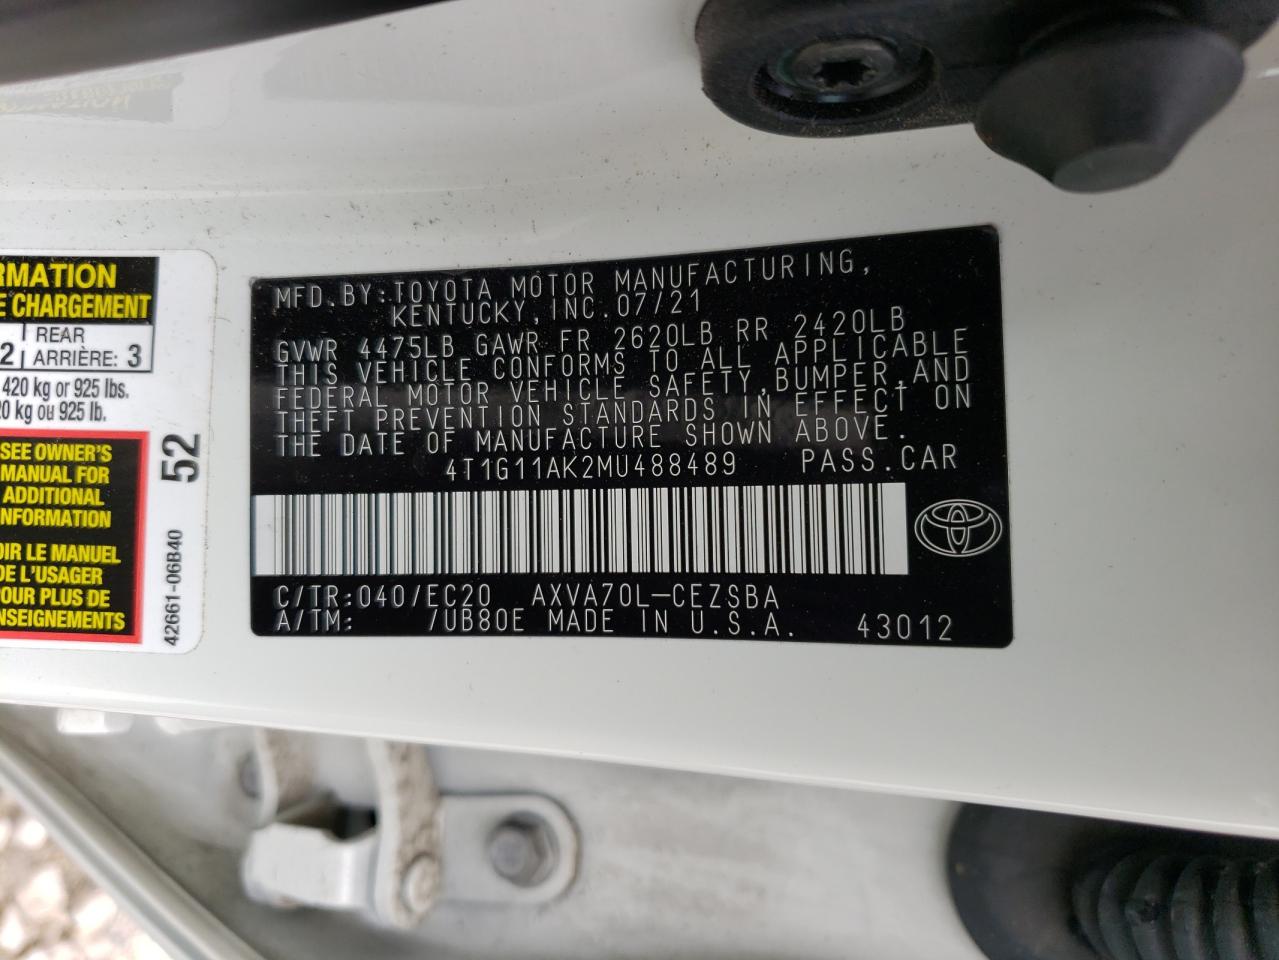 RMATION
E CHARGEMENT
2 REAR
ARRIÈRE: 3
420 kg or 925 lbs.
20 kg ou 925 lb.
SEE OWNER'S
MANUAL FOR
ADDITIONAL
NFORMATION
OIR LE MANUEL
DE L'USAGER
POUR PLUS DE
ENSEIGNEMENTS
52
42661-06B40
MFD.BY:TOYOTA MOTOR MANUFACTURING,
KENTUCKY, INC. 07/21
GVWR 4475LB GAWR FR 2620LB RR 2420LB
THIS VEHICLE CONFORMS TO ALL APPLICABLE
FEDERAL MOTOR VEHICLE SAFETY,BUMPER,AND
THEFT PREVENTION STANDARDS IN EFFECT ON
THE DATE OF MANUFACTURE SHOWN ABOVE.
4T1G11AK2MU488489 PASS.CAR
C/TR:040/EC20 AXVA70L-CEZSBA
A/TM: /UB80E MADE IN U.S.A. 43012